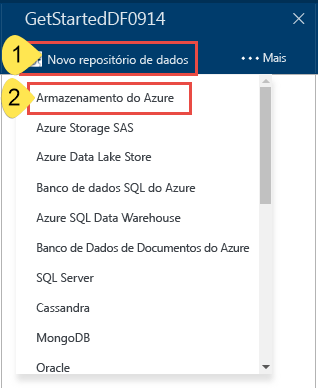 GetStartedDF0914
1
Novo repositório de dados
••• Mais
2
Armazenamento do Azure
Azure Storage SAS
Azure Data Lake Store
Banco de dados SQL do Azure
Azure SQL Data Warehouse
Banco de Dados de Documentos do Azure
SQL Server
Cassandra
MongoDB
Oracle